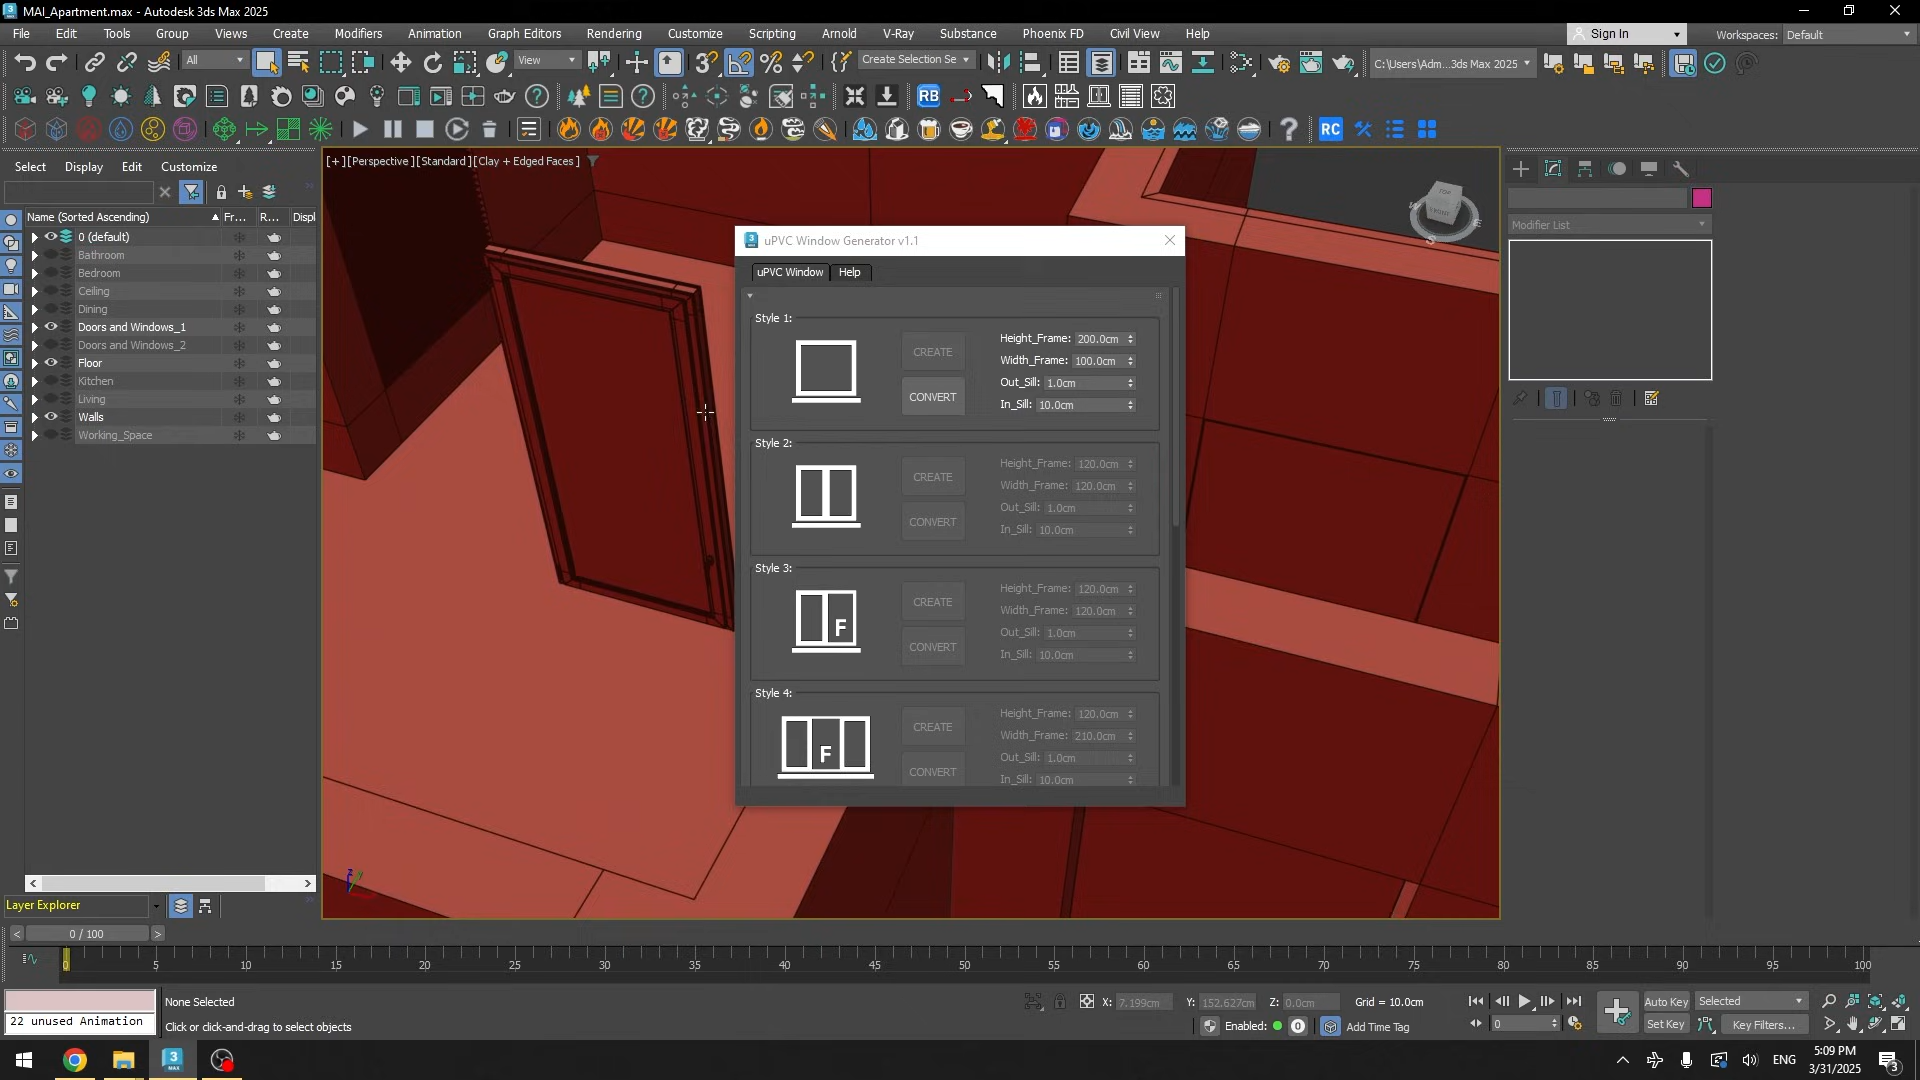 MAI_Apartment.max - Autodesk 3ds Max 2025
File Edit Tools Group Views Create Modifiers Animation Graph Editors Rendering Customize Scripting Arnold V-Ray Substance Phoenix FD Civil View Help
Sign In
Workspaces: Default
All
View
Create Selection Se
C:\Users\Adm...3ds Max 2025
RB
RC
Select Display Edit Customize
[+][Perspective][Standard][Clay + Edged Faces]
Name (Sorted Ascending) Fr... R... Displ
0 (default)
Bathroom
Bedroom
Ceiling
Dining
Doors and Windows_1
Doors and Windows_2
Floor
Kitchen
Living
Walls
Working_Space
uPVC Window Generator v1.1
uPVC Window Help
Style 1:
CREATE
CONVERT
Height_Frame: 200.0cm
Width_Frame: 100.0cm
Out_Sill: 1.0cm
In_Sill: 10.0cm
Style 2:
CREATE
CONVERT
Height_Frame: 120.0cm
Width_Frame: 120.0cm
Out_Sill: 1.0cm
In_Sill: 10.0cm
Style 3:
F
CREATE
CONVERT
Height_Frame: 120.0cm
Width_Frame: 120.0cm
Out_Sill: 1.0cm
In_Sill: 10.0cm
Style 4:
F
CREATE
CONVERT
Height_Frame: 120.0cm
Width_Frame: 210.0cm
Out_Sill: 1.0cm
In_Sill: 10.0cm
TOP
FRONT
W
S
E
Modifier List
Layer Explorer
< 0 / 100 >
0 5 10 15 20 25 30 35 40 45 50 55 60 65 70 75 80 85 90 95 100
22 unused Animation
None Selected
Click or click-and-drag to select objects
X: 7.199cm Y: 152.627cm Z: 0.0cm Grid = 10.0cm
Enabled: 0 Add Time Tag
0
Auto Key Selected
Set Key Key Filters...
3
MAX
ENG
5:09 PM
3/31/2025
3